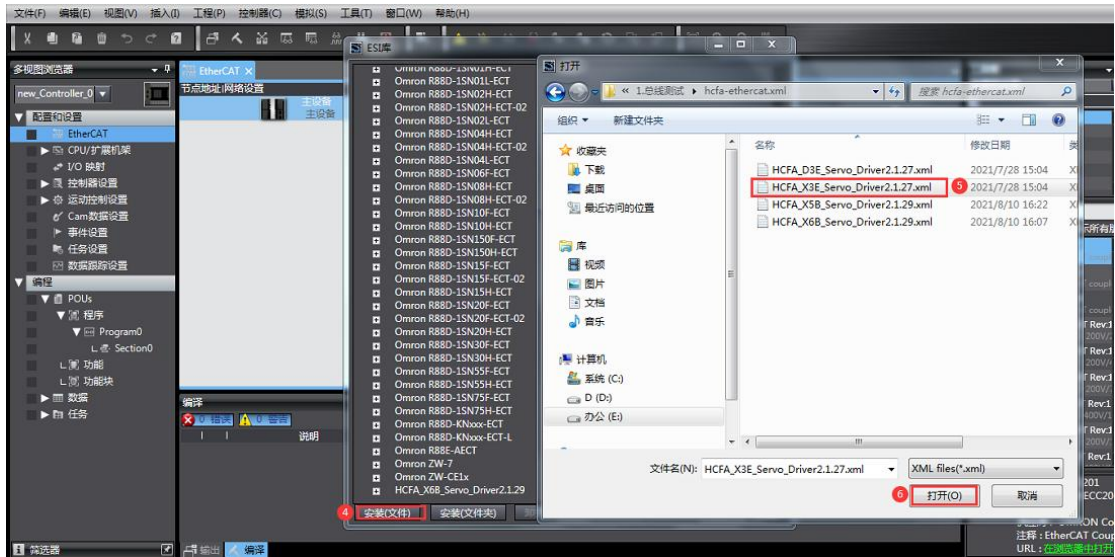 文件(F) 编辑(E) 视图(V) 插入(I) 工程(P) 控制器(C) 模拟(S) 工具(T) 窗口(W) 帮助(H)
多视图浏览器
new_Controller_0
配置和设置
EtherCAT
CPU/扩展机架
I/O 映射
控制器设置
运动控制设置
Cam数据设置
事件设置
任务设置
数据跟踪设置
编程
POUs
程序
Program0
Section0
功能
功能块
数据
任务
筛选器
EtherCAT
节点地址|网络设置
主设备
主设备
编译
0 错误 0 警告
说明
输出 编译
ESI库
Omron R88D-1SN01H-ECT
Omron R88D-1SN01L-ECT
Omron R88D-1SN02H-ECT
Omron R88D-1SN02H-ECT-02
Omron R88D-1SN02L-ECT
Omron R88D-1SN04H-ECT
Omron R88D-1SN04H-ECT-02
Omron R88D-1SN04L-ECT
Omron R88D-1SN06F-ECT
Omron R88D-1SN08H-ECT
Omron R88D-1SN08H-ECT-02
Omron R88D-1SN10F-ECT
Omron R88D-1SN10H-ECT
Omron R88D-1SN150F-ECT
Omron R88D-1SN150H-ECT
Omron R88D-1SN15F-ECT
Omron R88D-1SN15F-ECT-02
Omron R88D-1SN15H-ECT
Omron R88D-1SN20F-ECT
Omron R88D-1SN20F-ECT-02
Omron R88D-1SN20H-ECT
Omron R88D-1SN30F-ECT
Omron R88D-1SN30H-ECT
Omron R88D-1SN55F-ECT
Omron R88D-1SN55H-ECT
Omron R88D-1SN75F-ECT
Omron R88D-1SN75H-ECT
Omron R88D-KNxxx-ECT
Omron R88D-KNxxx-ECT-L
Omron R88E-AECT
Omron ZW-7
Omron ZW-CE1x
HCFA_X6B_Servo_Driver2.1.29
4 安装(文件) 安装(文件夹)
打开
« 1.总线测试 hcfa-ethercat.xml
搜索 hcfa-ethercat.xml
组织 新建文件夹
收藏夹
下载
桌面
最近访问的位置
库
视频
图片
文档
音乐
计算机
系统 (C:)
D (D:)
办公 (E:)
名称 修改日期
HCFA_D3E_Servo_Driver2.1.27.xml 2021/7/28 15:04
HCFA_X3E_Servo_Driver2.1.27.xml 5 2021/7/28 15:04
HCFA_X5B_Servo_Driver2.1.29.xml 2021/8/10 16:22
HCFA_X6B_Servo_Driver2.1.29.xml 2021/8/10 16:07
文件名(N): HCFA_X3E_Servo_Driver2.1.27.xml XML files(*.xml)
6 打开(O) 取消
注释 : EtherCAT Coup
URL : 在浏览器中打开